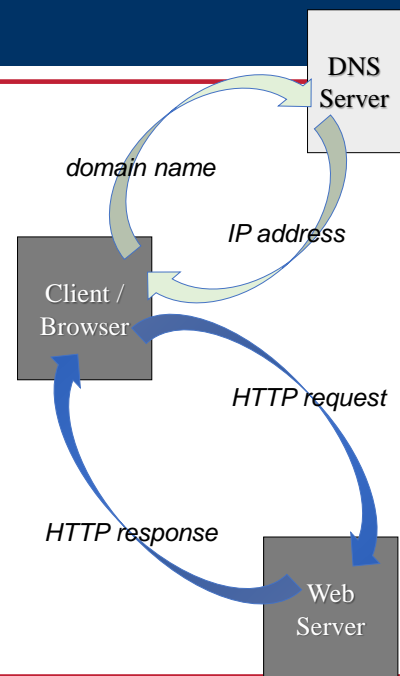 DNS
Server
domain name
IP address
Client /
Browser
HTTP request
HTTP response
Web
Server